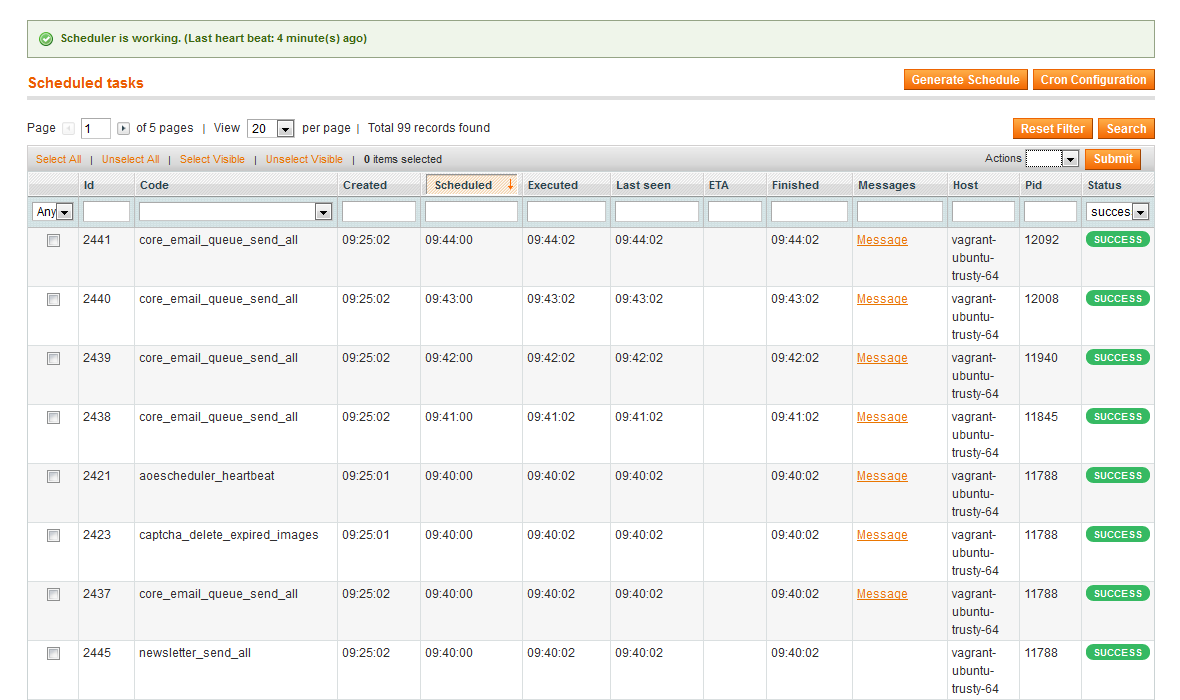 Scheduler is working. (Last heart beat: 4 minute(s) ago)
Scheduled tasks Generate Schedule Cron Configuration
Page 1 of 5 pages | View 20 per page | Total 99 records found Reset Filter Search
Select All | Unselect All | Select Visible | Unselect Visible | 0 items selected Actions Submit
Id Code Created Scheduled Executed Last seen ETA Finished Messages Host Pid Status
Any succes
2441 core_email_queue_send_all 09:25:02 09:44:00 09:44:02 09:44:02 09:44:02 Message vagrant- 12092 SUCCESS
ubuntu-
trusty-64
2440 core_email_queue_send_all 09:25:02 09:43:00 09:43:02 09:43:02 09:43:02 Message vagrant- 12008 SUCCESS
ubuntu-
trusty-64
2439 core_email_queue_send_all 09:25:02 09:42:00 09:42:02 09:42:02 09:42:02 Message vagrant- 11940 SUCCESS
ubuntu-
trusty-64
2438 core_email_queue_send_all 09:25:02 09:41:00 09:41:02 09:41:02 09:41:02 Message vagrant- 11845 SUCCESS
ubuntu-
trusty-64
2421 aoescheduler_heartbeat 09:25:01 09:40:00 09:40:02 09:40:02 09:40:02 Message vagrant- 11788 SUCCESS
ubuntu-
trusty-64
2423 captcha_delete_expired_images 09:25:01 09:40:00 09:40:02 09:40:02 09:40:02 Message vagrant- 11788 SUCCESS
ubuntu-
trusty-64
2437 core_email_queue_send_all 09:25:02 09:40:00 09:40:02 09:40:02 09:40:02 Message vagrant- 11788 SUCCESS
ubuntu-
trusty-64
2445 newsletter_send_all 09:25:02 09:40:00 09:40:02 09:40:02 09:40:02 vagrant- 11788 SUCCESS
ubuntu-
trusty-64